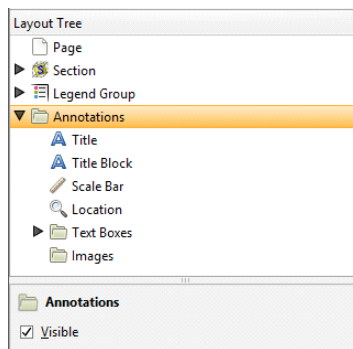 Layout Tree
Page
Section
Legend Group
Annotations
Title
Title Block
Scale Bar
Location
Text Boxes
Images
Annotations
Visible